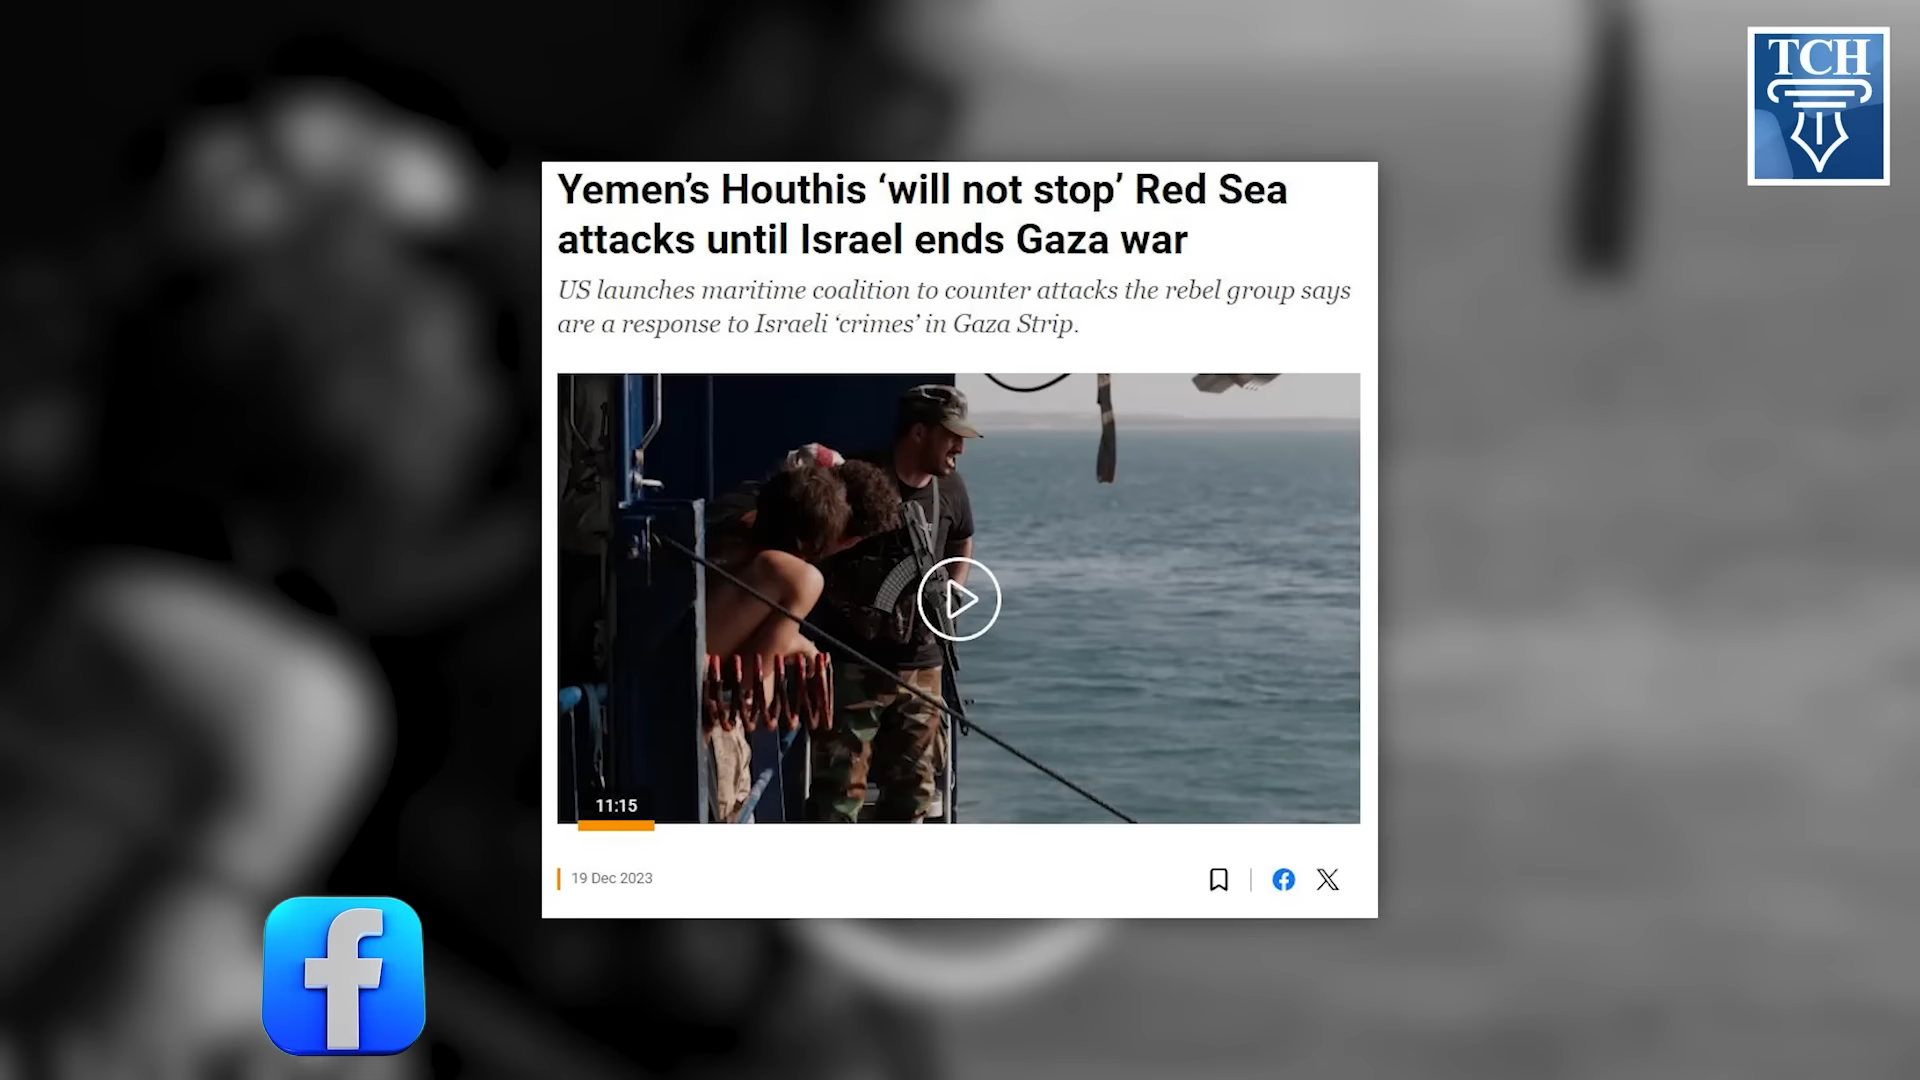 TCH
Yemen’s Houthis ‘will not stop’ Red Sea
attacks until Israel ends Gaza war
US launches maritime coalition to counter attacks the rebel group says
are a response to Israeli ‘crimes’ in Gaza Strip.
11:15
19 Dec 2023